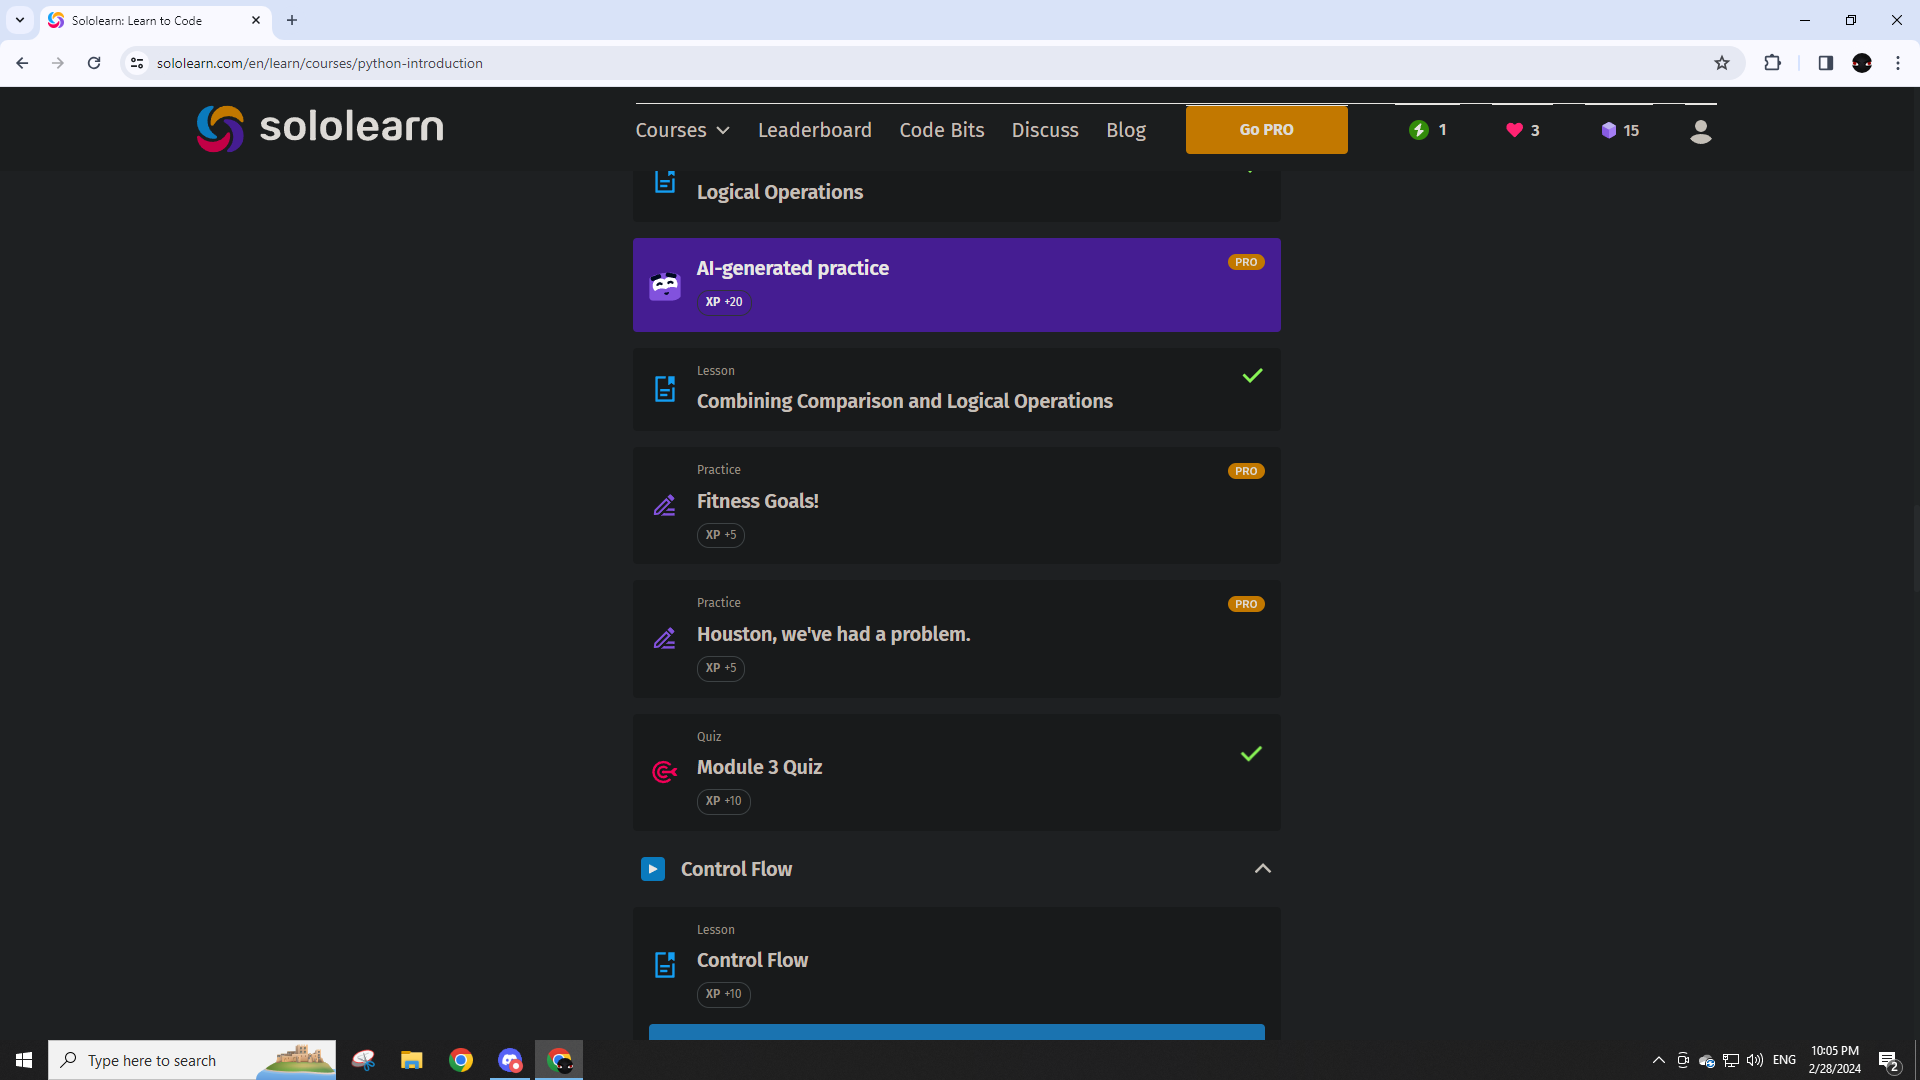 Sololearn: Learn to Code
sololearn.com/en/learn/courses/python-introduction
sololearn
Courses
Leaderboard
Code Bits
Discuss
Blog
Go PRO
1
3
15
Logical Operations
AI-generated practice
PRO
XP +20
Lesson
Combining Comparison and Logical Operations
Practice
PRO
Fitness Goals!
XP +5
Practice
PRO
Houston, we've had a problem.
XP +5
Quiz
Module 3 Quiz
XP +10
Control Flow
Lesson
Control Flow
XP +10
Type here to search
ENG
10:05 PM
2/28/2024
2